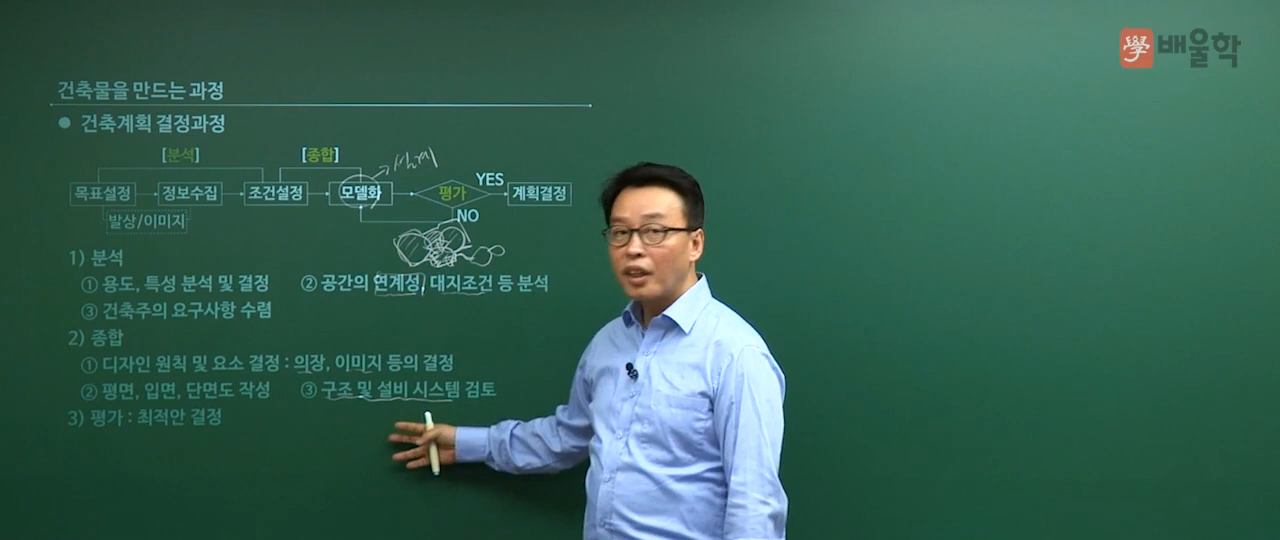 學 배울학
건축물을 만드는 과정
● 건축계획 결정과정
[분석] [종합]
설계
YES
목표설정 정보수집 조건설정 모델화 평가 계획결정
발상/이미지
NO
1) 분석
① 용도, 특성 분석 및 결정 ② 공간의 연계성, 대지조건 등 분석
③ 건축주의 요구사항 수렴
2) 종합
① 디자인 원칙 및 요소 결정 : 의장, 이미지 등의 결정
② 평면, 입면, 단면도 작성 ③ 구조 및 설비 시스템 검토
3) 평가 : 최적안 결정